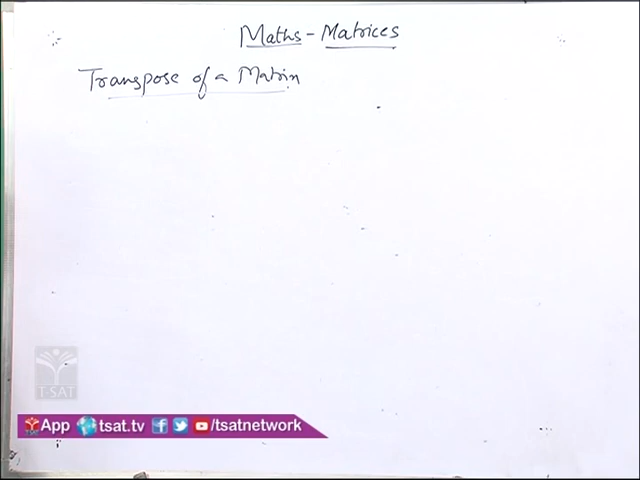 Maths - Matrices
Transpose of a Matrix
T-SAT
App tsat.tv /tsatnetwork